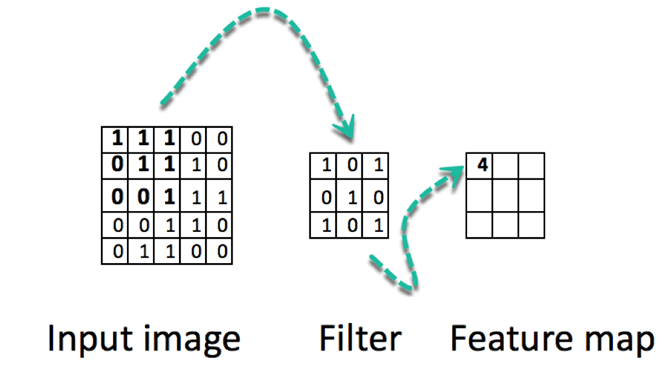 1 1 1 0 0
0 1 1 1 0
0 0 1 1 1
0 0 1 1 0
0 1 1 0 0
1 0 1
0 1 0
1 0 1
4
Input image
Filter
Feature map